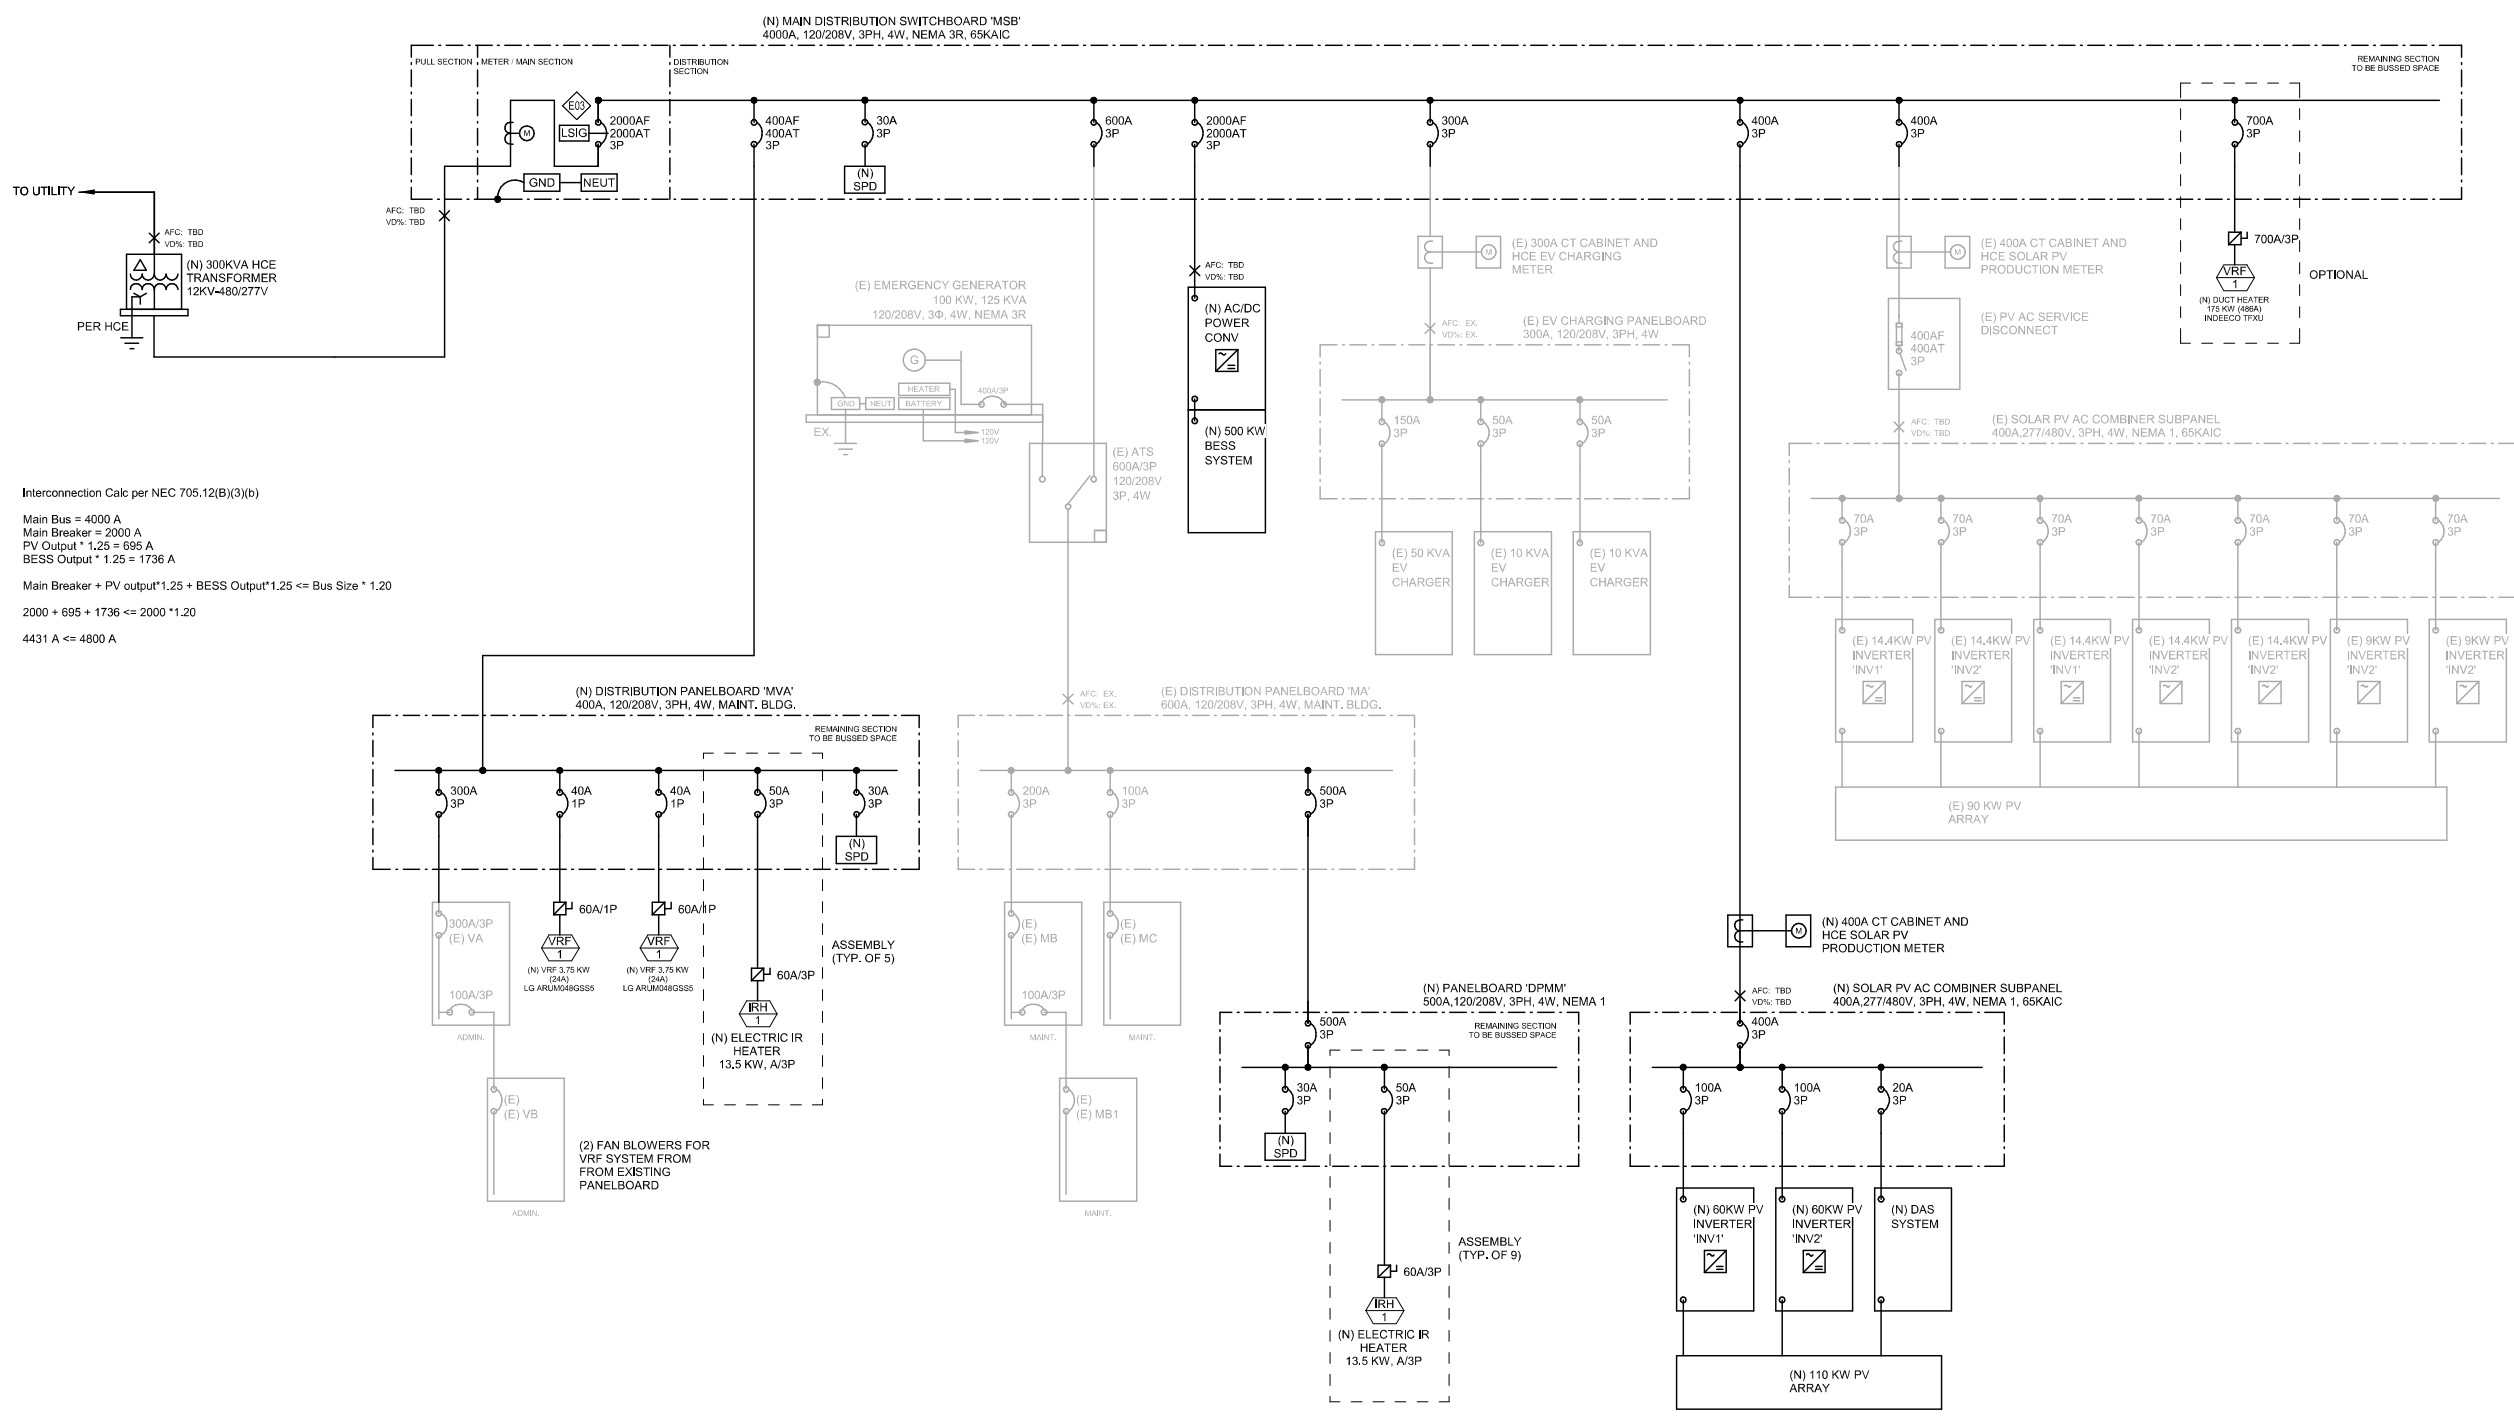 (N) MAIN DISTRIBUTION SWITCHBOARD 'MSB'
4000A, 120/208V, 3PH, 4W, NEMA 3R, 65KAIC
PULL SECTION
METER / MAIN SECTION
DISTRIBUTION
SECTION
REMAINING SECTION
TO BE BUSSED SPACE
E03
M
LSIG
2000AF
2000AT
3P
GND
NEUT
400AF
400AT
3P
30A
3P
(N)
SPD
600A
3P
2000AF
2000AT
3P
300A
3P
400A
3P
400A
3P
700A
3P
TO UTILITY
AFC: TBD
VD%: TBD
AFC: TBD
VD%: TBD
(N) 300KVA HCE
TRANSFORMER
12KV-480/277V
PER HCE
(E) EMERGENCY GENERATOR
100 KW, 125 KVA
120/208V, 3Φ, 4W, NEMA 3R
G
HEATER
GND
NEUT
BATTERY
400A/3P
EX.
120V
120V
(E) ATS
600A/3P
120/208V
3P, 4W
AFC: TBD
VD%: TBD
(N) AC/DC
POWER
CONV
(N) 500 KW
BESS
SYSTEM
M
(E) 300A CT CABINET AND
HCE EV CHARGING
METER
AFC: EX.
VD%: EX.
(E) EV CHARGING PANELBOARD
300A, 120/208V, 3PH, 4W
150A
3P
50A
3P
50A
3P
(E) 50 KVA
EV
CHARGER
(E) 10 KVA
EV
CHARGER
(E) 10 KVA
EV
CHARGER
M
(E) 400A CT CABINET AND
HCE SOLAR PV
PRODUCTION METER
400AF
400AT
3P
(E) PV AC SERVICE
DISCONNECT
AFC: TBD
VD%: TBD
(E) SOLAR PV AC COMBINER SUBPANEL
400A,277/480V, 3PH, 4W, NEMA 1, 65KAIC
700A/3P
VRF
1
(N) DUCT HEATER
175 KW (486A)
INDEECO TFXU
OPTIONAL
70A
3P
70A
3P
70A
3P
70A
3P
70A
3P
70A
3P
70A
3P
(E) 14.4KW PV
INVERTER
'INV1'
(E) 14.4KW PV
INVERTER
'INV2'
(E) 14.4KW PV
INVERTER
'INV1'
(E) 14.4KW PV
INVERTER
'INV2'
(E) 14.4KW PV
INVERTER
'INV2'
(E) 9KW PV
INVERTER
'INV2'
(E) 9KW PV
INVERTER
'INV2'
(E) 90 KW PV
ARRAY
Interconnection Calc per NEC 705.12(B)(3)(b)
Main Bus = 4000 A
Main Breaker = 2000 A
PV Output * 1.25 = 695 A
BESS Output * 1.25 = 1736 A
Main Breaker + PV output*1.25 + BESS Output*1.25 <= Bus Size * 1.20
2000 + 695 + 1736 <= 2000 *1.20
4431 A <= 4800 A
(N) DISTRIBUTION PANELBOARD 'MVA'
400A, 120/208V, 3PH, 4W, MAINT. BLDG.
REMAINING SECTION
TO BE BUSSED SPACE
300A
3P
40A
1P
40A
1P
50A
3P
30A
3P
(N)
SPD
300A/3P
(E) VA
100A/3P
ADMIN.
60A/1P
VRF
1
(N) VRF 3.75 KW
(24A)
LG ARUM048GSS5
60A/1P
VRF
1
(N) VRF 3.75 KW
(24A)
LG ARUM048GSS5
60A/3P
IRH
1
(N) ELECTRIC IR
HEATER
13.5 KW, A/3P
ASSEMBLY
(TYP. OF 5)
(E)
(E) VB
ADMIN.
(2) FAN BLOWERS FOR
VRF SYSTEM FROM
FROM EXISTING
PANELBOARD
AFC: EX.
VD%: EX.
(E) DISTRIBUTION PANELBOARD 'MA'
600A, 120/208V, 3PH, 4W, MAINT. BLDG.
200A
3P
100A
3P
500A
3P
(E)
(E) MB
100A/3P
MAINT.
(E)
(E) MC
MAINT.
(E)
(E) MB1
MAINT.
(N) PANELBOARD 'DPMM'
500A,120/208V, 3PH, 4W, NEMA 1
500A
3P
REMAINING SECTION
TO BE BUSSED SPACE
30A
3P
50A
3P
(N)
SPD
ASSEMBLY
(TYP. OF 9)
60A/3P
IRH
1
(N) ELECTRIC IR
HEATER
13.5 KW, A/3P
M
(N) 400A CT CABINET AND
HCE SOLAR PV
PRODUCTION METER
AFC: TBD
VD%: TBD
(N) SOLAR PV AC COMBINER SUBPANEL
400A,277/480V, 3PH, 4W, NEMA 1, 65KAIC
400A
3P
100A
3P
100A
3P
20A
3P
(N) 60KW PV
INVERTER
'INV1'
(N) 60KW PV
INVERTER
'INV2'
(N) DAS
SYSTEM
(N) 110 KW PV
ARRAY